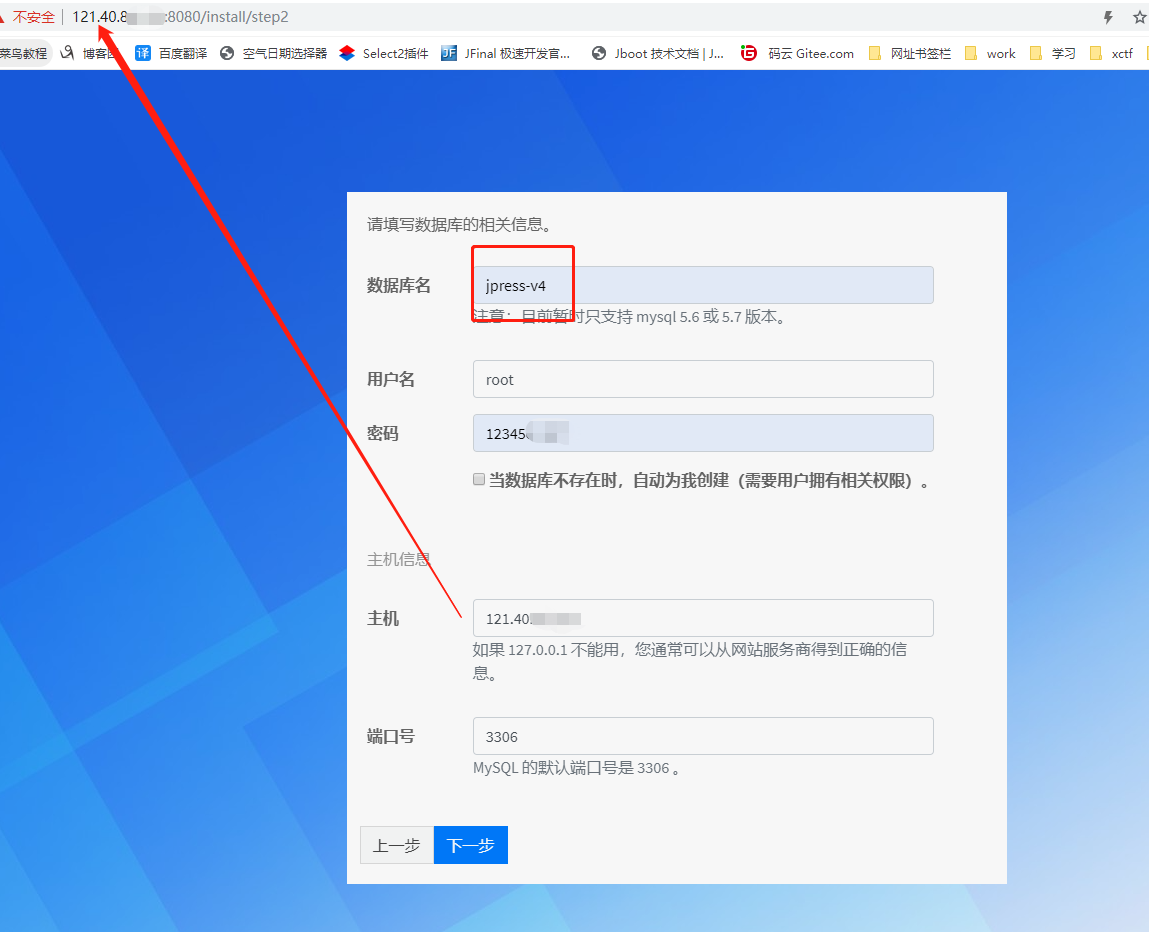 不安全 | 121.40.8 :8080/install/step2
菜鸟教程 博客园 译 百度翻译 空气日期选择器 Select2插件 JF JFinal 极速开发官... Jboot 技术文档 | J... 码云 Gitee.com 网址书签栏 work 学习 xctf
请填写数据库的相关信息。
数据库名 jpress-v4
注意：目前暂时只支持 mysql 5.6 或 5.7 版本。
用户名 root
密码 12345
当数据库不存在时，自动为我创建（需要用户拥有相关权限）。
主机信息
主机 121.40
如果 127.0.0.1 不能用，您通常可以从网站服务商得到正确的信
息。
端口号 3306
MySQL 的默认端口号是 3306 。
上一步 下一步